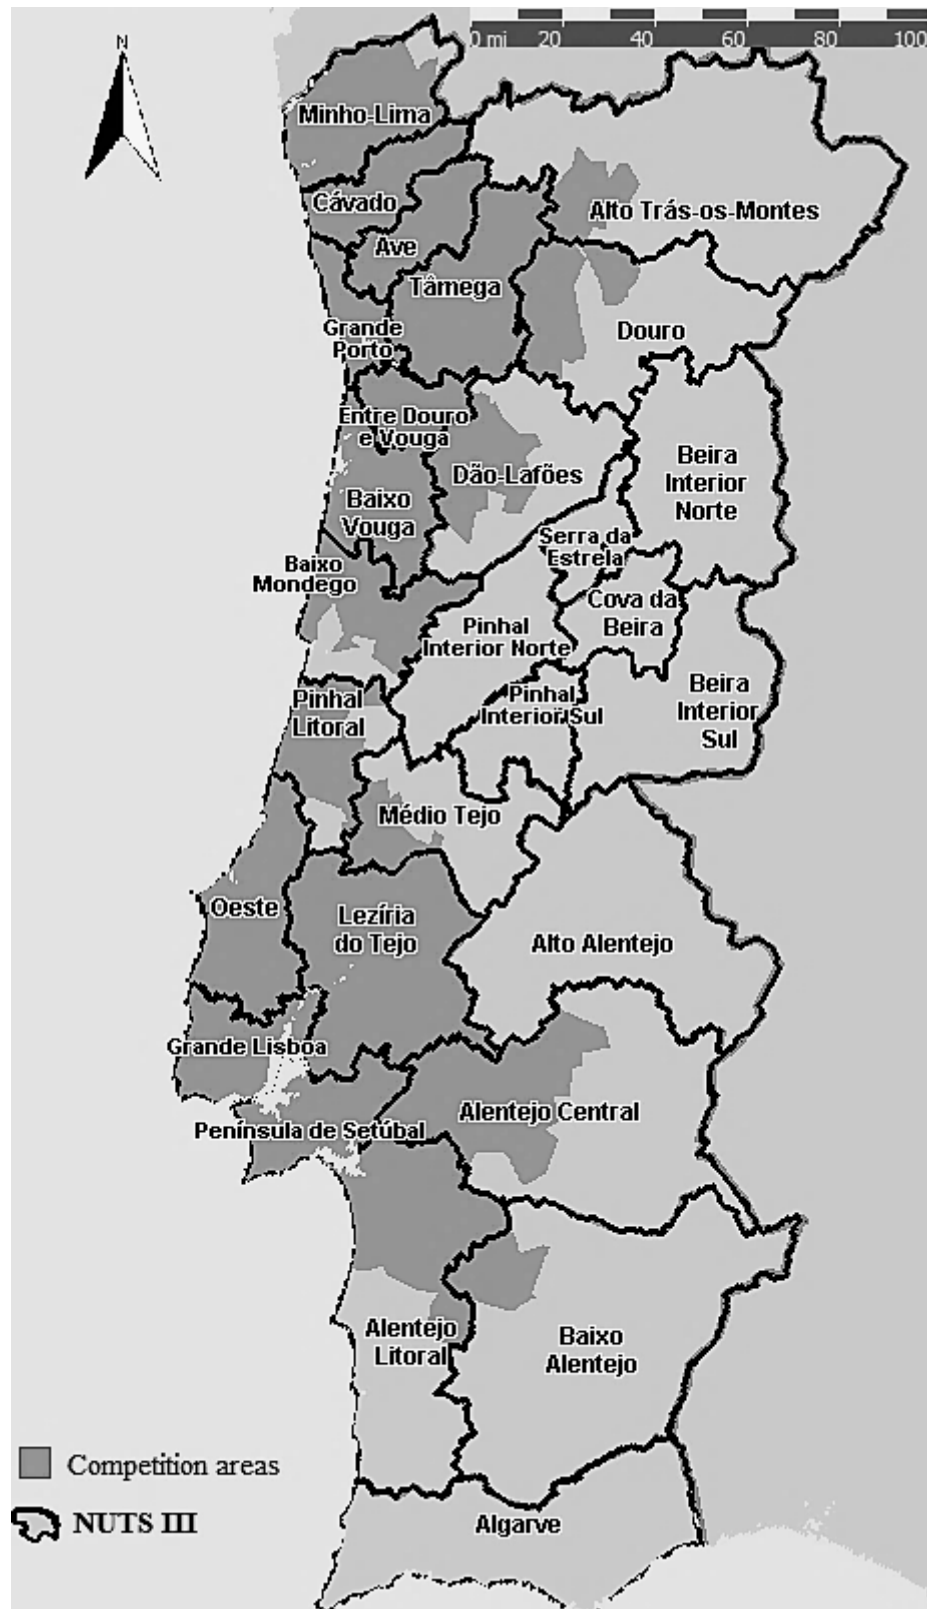 N
0 mi 20 40 60 80 100
Minho-Lima
Cávado
Alto Trás-os-Montes
Ave
Tâmega
Grande
Porto
Douro
Entre Douro
e Vouga
Dão-Lafões
Beira
Interior
Norte
Baixo
Vouga
Serra da
Estrela
Baixo
Mondego
Cova da
Beira
Pinhal
Interior Norte
Pinhal
Litoral
Pinhal
Interior Sul
Beira
Interior
Sul
Médio Tejo
Oeste
Lezíria
do Tejo
Alto Alentejo
Grande Lisboa
Alentejo Central
Península de Setúbal
Alentejo
Litoral
Baixo
Alentejo
Competition areas
NUTS III
Algarve